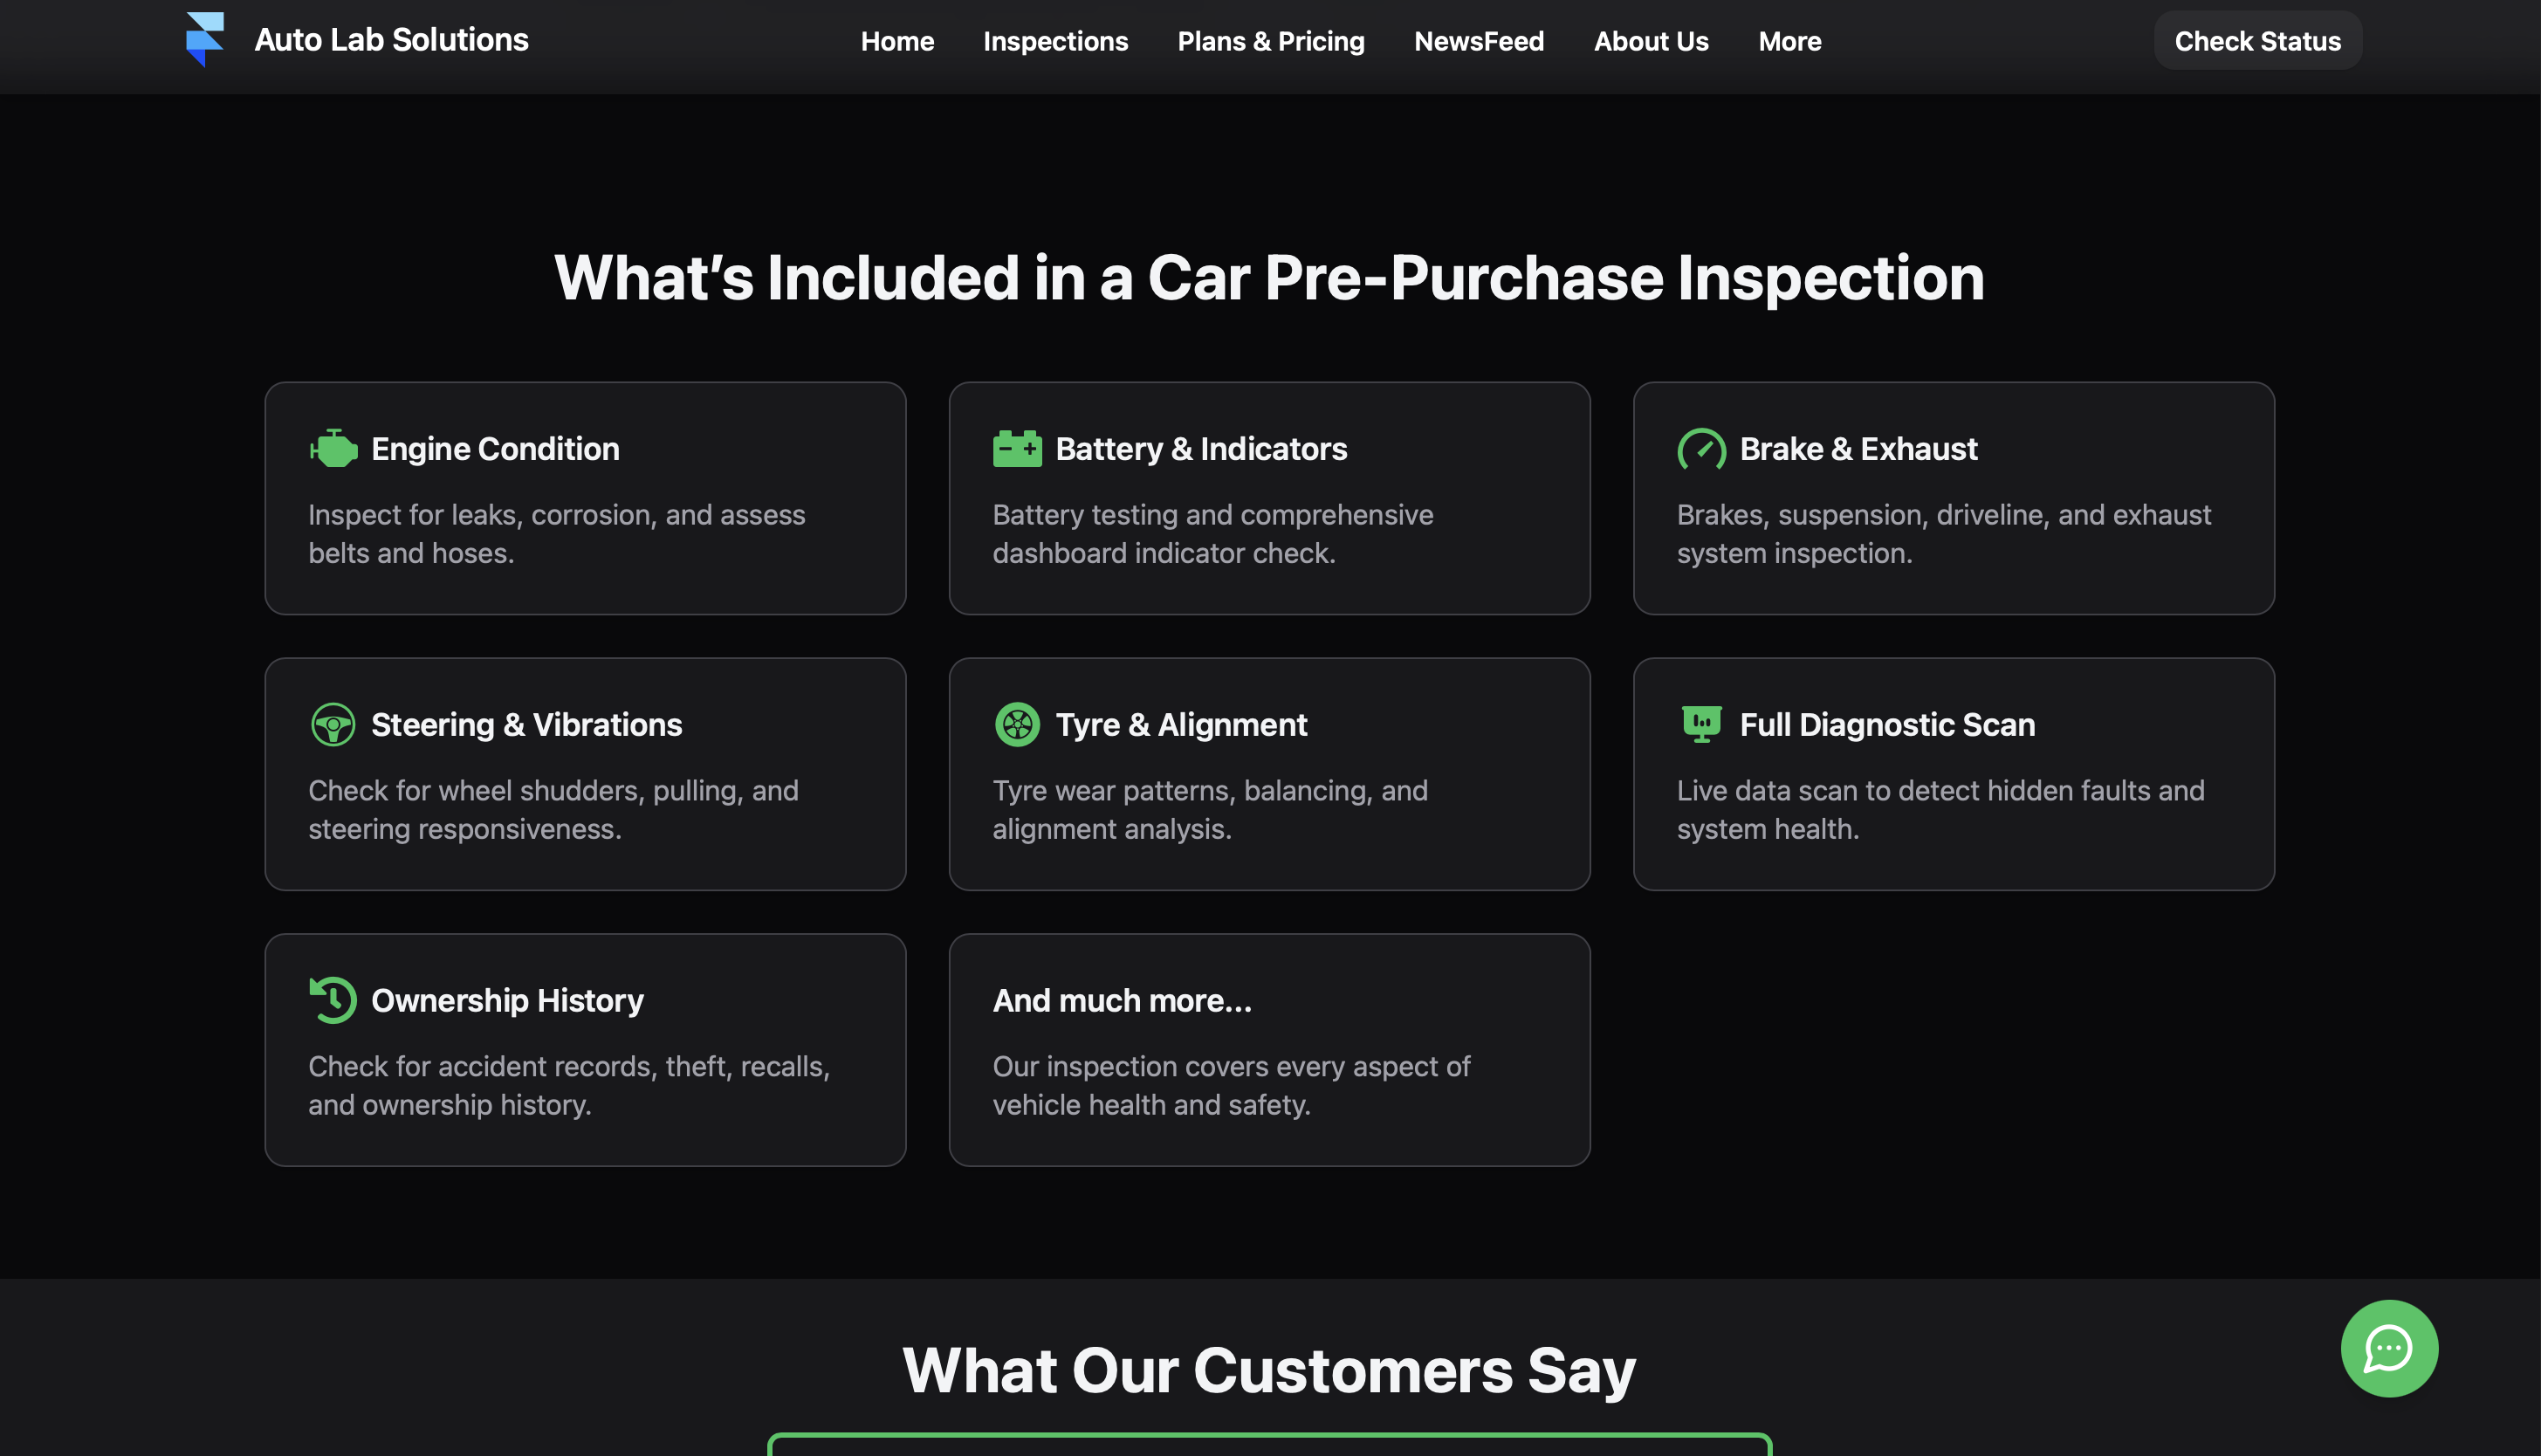 Auto Lab Solutions
Home
Inspections
Plans & Pricing
NewsFeed
About Us
More
Check Status
What’s Included in a Car Pre-Purchase Inspection
Engine Condition
Inspect for leaks, corrosion, and assess
belts and hoses.
Battery & Indicators
Battery testing and comprehensive
dashboard indicator check.
Brake & Exhaust
Brakes, suspension, driveline, and exhaust
system inspection.
Steering & Vibrations
Check for wheel shudders, pulling, and
steering responsiveness.
Tyre & Alignment
Tyre wear patterns, balancing, and
alignment analysis.
Full Diagnostic Scan
Live data scan to detect hidden faults and
system health.
Ownership History
Check for accident records, theft, recalls,
and ownership history.
And much more...
Our inspection covers every aspect of
vehicle health and safety.
What Our Customers Say